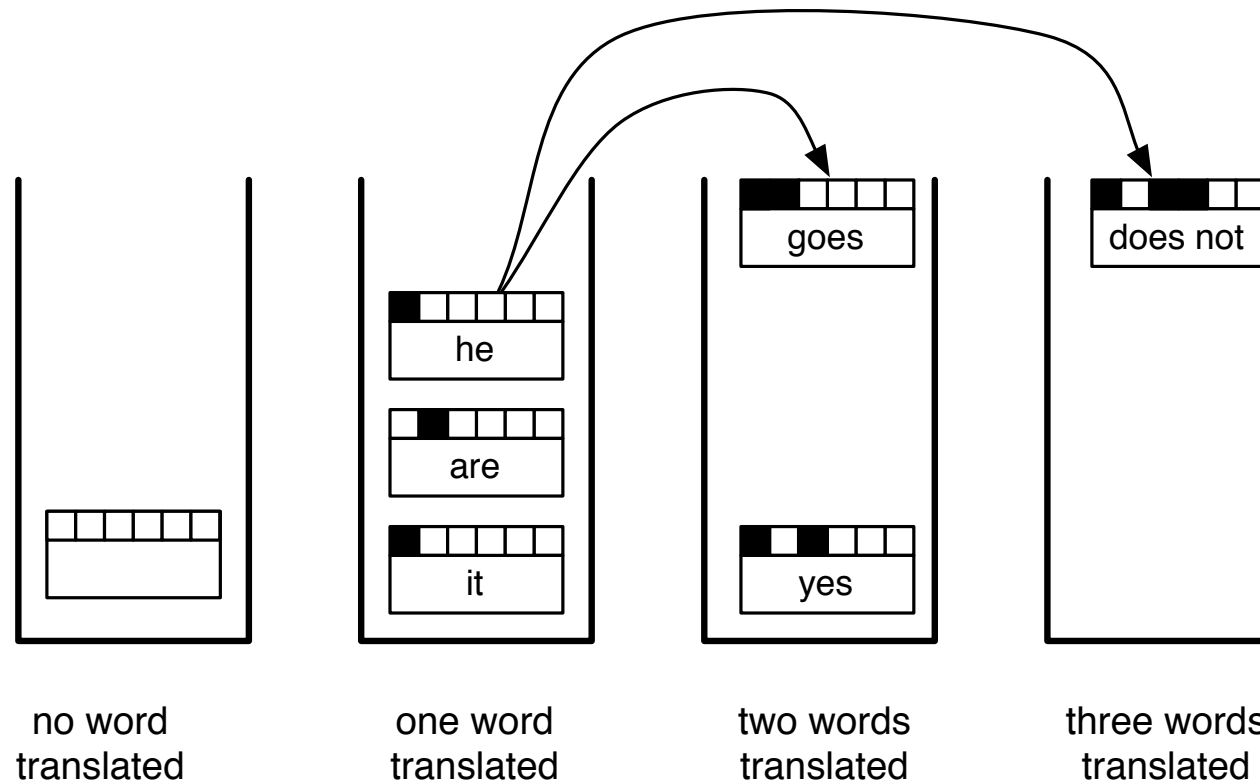 goes
does not
he
are
it
yes
no word
translated
one word
translated
two words
translated
three words
translated